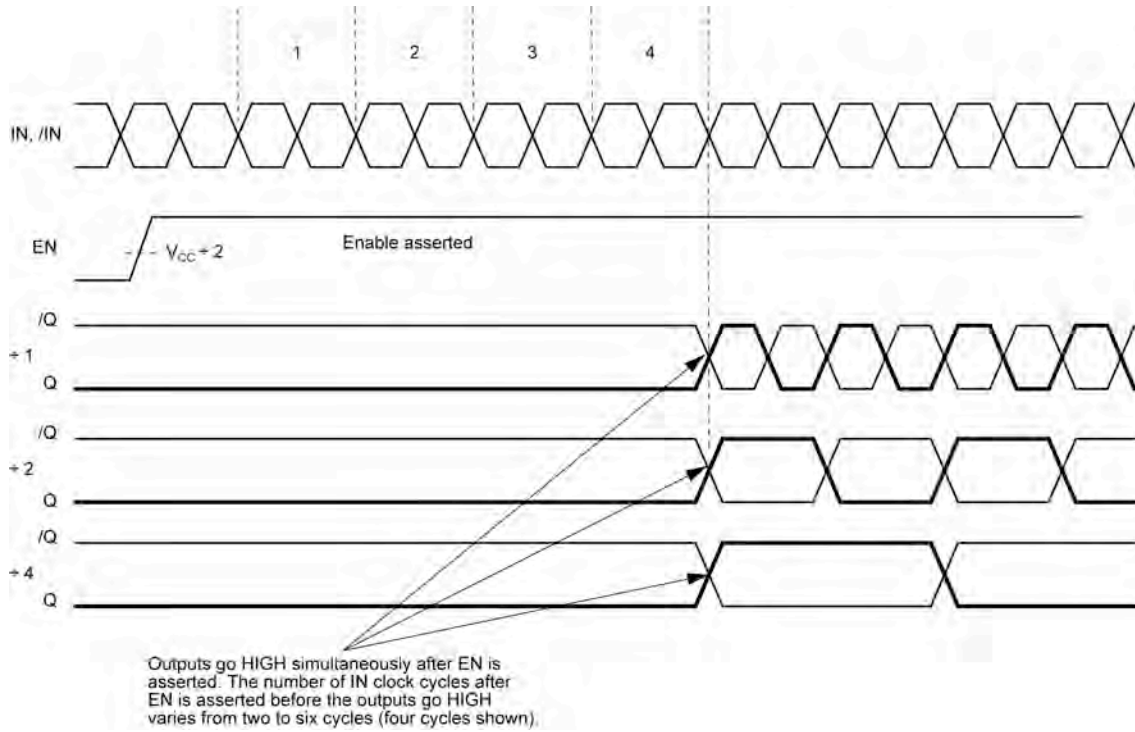 1 2 3 4
IN, /IN
EN
V_CC ÷ 2
Enable asserted
/Q
÷ 1
Q
/Q
÷ 2
Q
/Q
÷ 4
Q
Outputs go HIGH simultaneously after EN is
asserted. The number of IN clock cycles after
EN is asserted before the outputs go HIGH
varies from two to six cycles (four cycles shown).